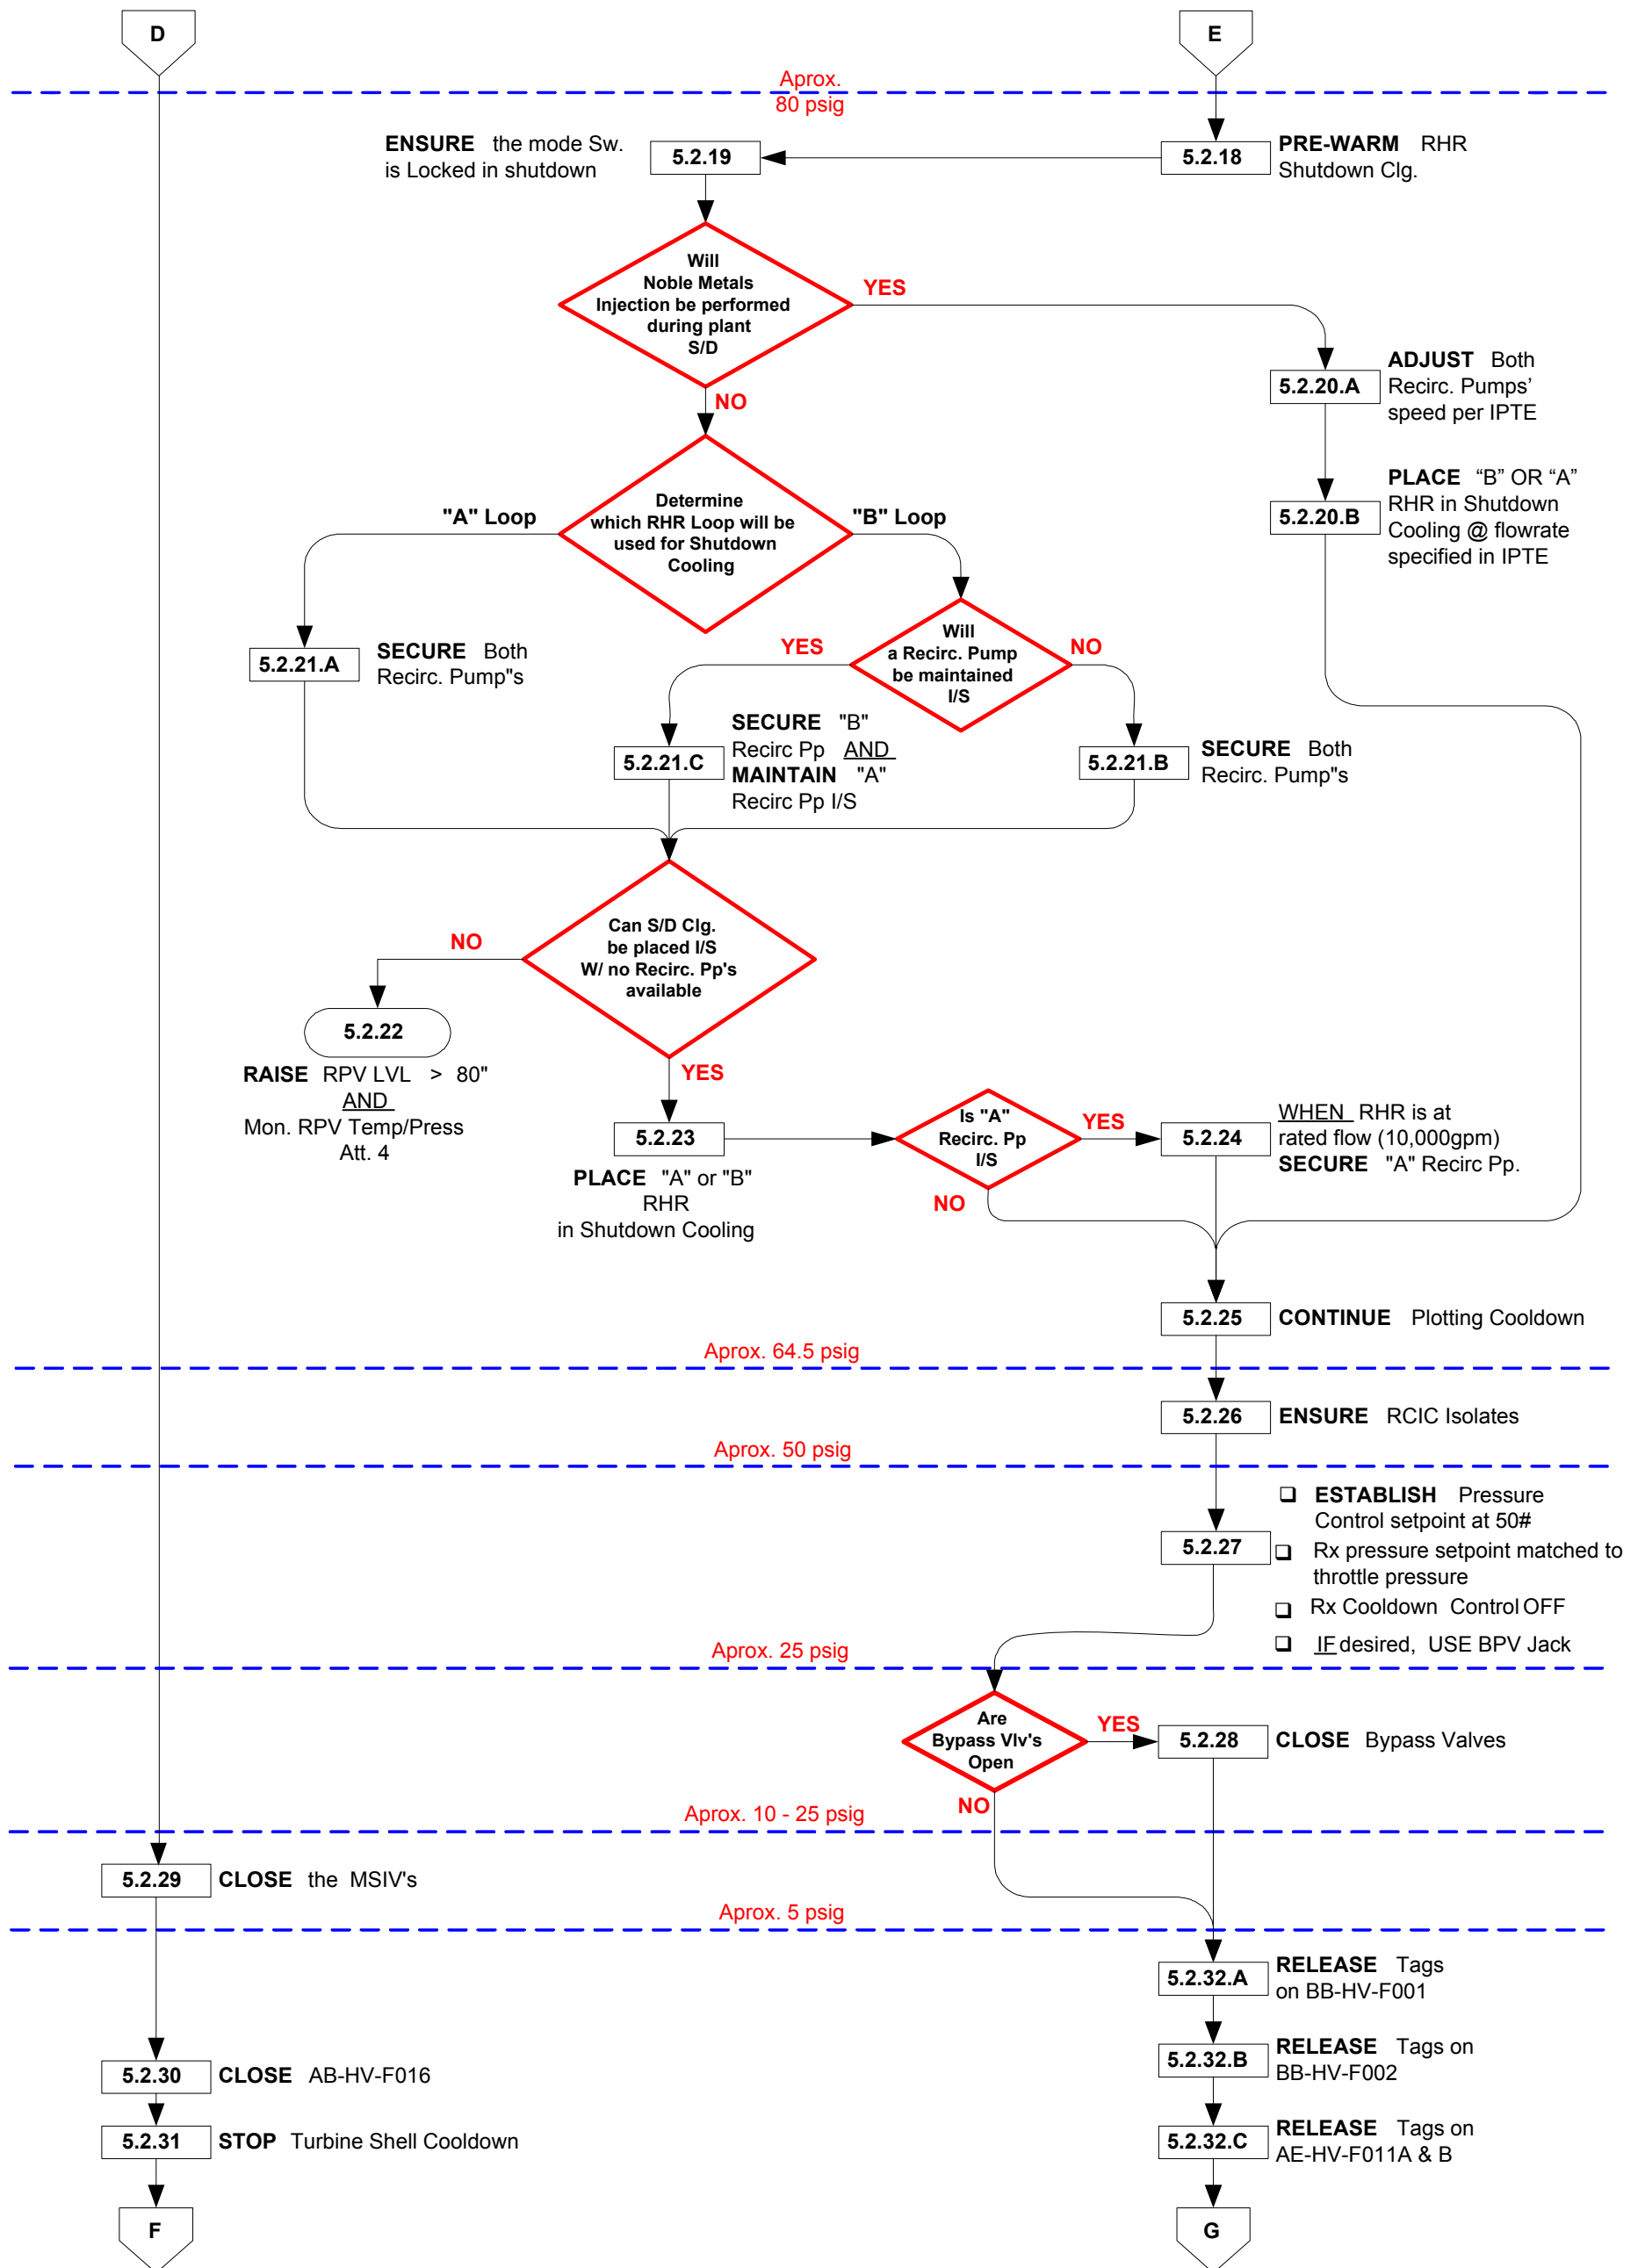 D
E
Aprox.
80 psig
ENSURE the mode Sw.
is Locked in shutdown
5.2.19
5.2.18
PRE-WARM RHR
Shutdown Clg.
Will
Noble Metals
Injection be performed
during plant
S/D
YES
NO
5.2.20.A
ADJUST Both
Recirc. Pumps’
speed per IPTE
5.2.20.B
PLACE “B” OR “A”
RHR in Shutdown
Cooling @ flowrate
specified in IPTE
Determine
which RHR Loop will be
used for Shutdown
Cooling
"A" Loop
"B" Loop
5.2.21.A
SECURE Both
Recirc. Pump"s
Will
a Recirc. Pump
be maintained
I/S
YES
NO
5.2.21.C
SECURE "B"
Recirc Pp AND
MAINTAIN "A"
Recirc Pp I/S
5.2.21.B
SECURE Both
Recirc. Pump"s
Can S/D Clg.
be placed I/S
W/ no Recirc. Pp's
available
NO
YES
5.2.22
RAISE RPV LVL > 80"
AND
Mon. RPV Temp/Press
Att. 4
5.2.23
PLACE "A" or "B"
RHR
in Shutdown Cooling
Is "A"
Recirc. Pp
I/S
YES
NO
5.2.24
WHEN RHR is at
rated flow (10,000gpm)
SECURE "A" Recirc Pp.
5.2.25
CONTINUE Plotting Cooldown
Aprox. 64.5 psig
5.2.26
ENSURE RCIC Isolates
Aprox. 50 psig
5.2.27
❑ ESTABLISH Pressure
Control setpoint at 50#
❑ Rx pressure setpoint matched to
throttle pressure
❑ Rx Cooldown Control OFF
❑ IF desired, USE BPV Jack
Aprox. 25 psig
Are
Bypass Vlv's
Open
YES
NO
5.2.28
CLOSE Bypass Valves
Aprox. 10 - 25 psig
5.2.29
CLOSE the MSIV's
Aprox. 5 psig
5.2.32.A
RELEASE Tags
on BB-HV-F001
5.2.30
CLOSE AB-HV-F016
5.2.32.B
RELEASE Tags on
BB-HV-F002
5.2.31
STOP Turbine Shell Cooldown
5.2.32.C
RELEASE Tags on
AE-HV-F011A & B
F
G